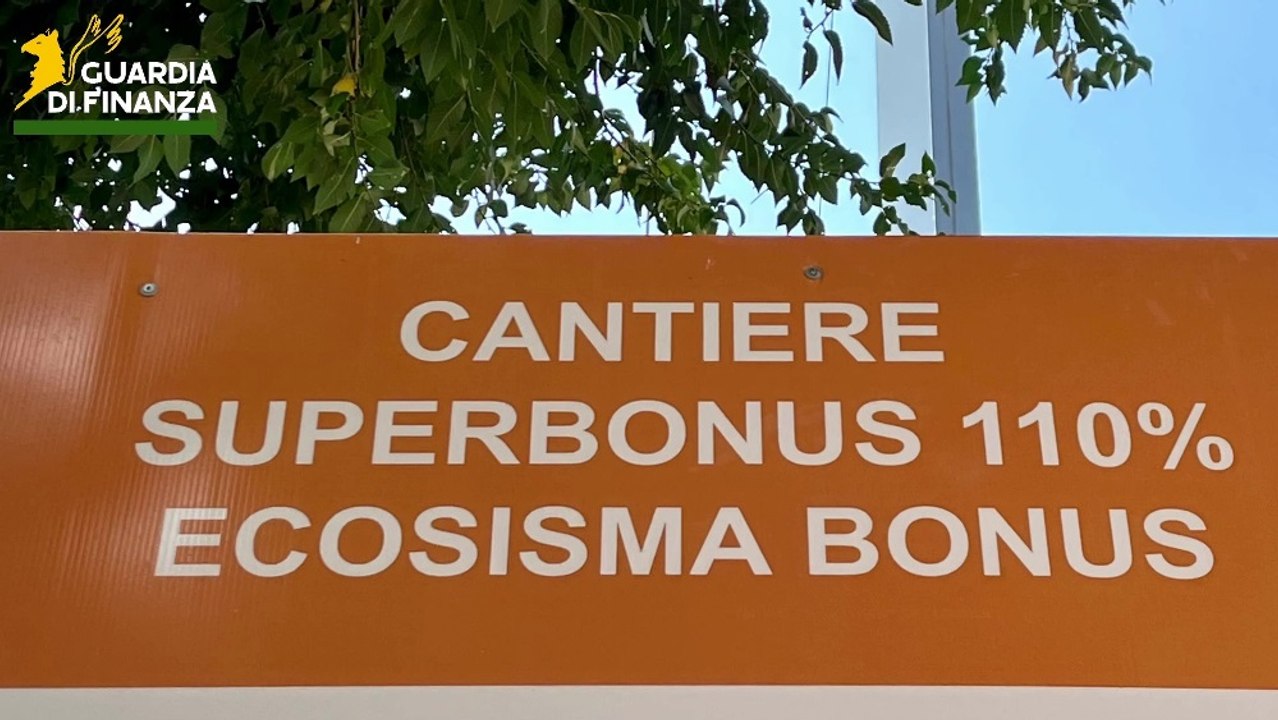 GUARDIA
DI FINANZA
CANTIERE
SUPERBONUS 110%
ECOSISMA BONUS